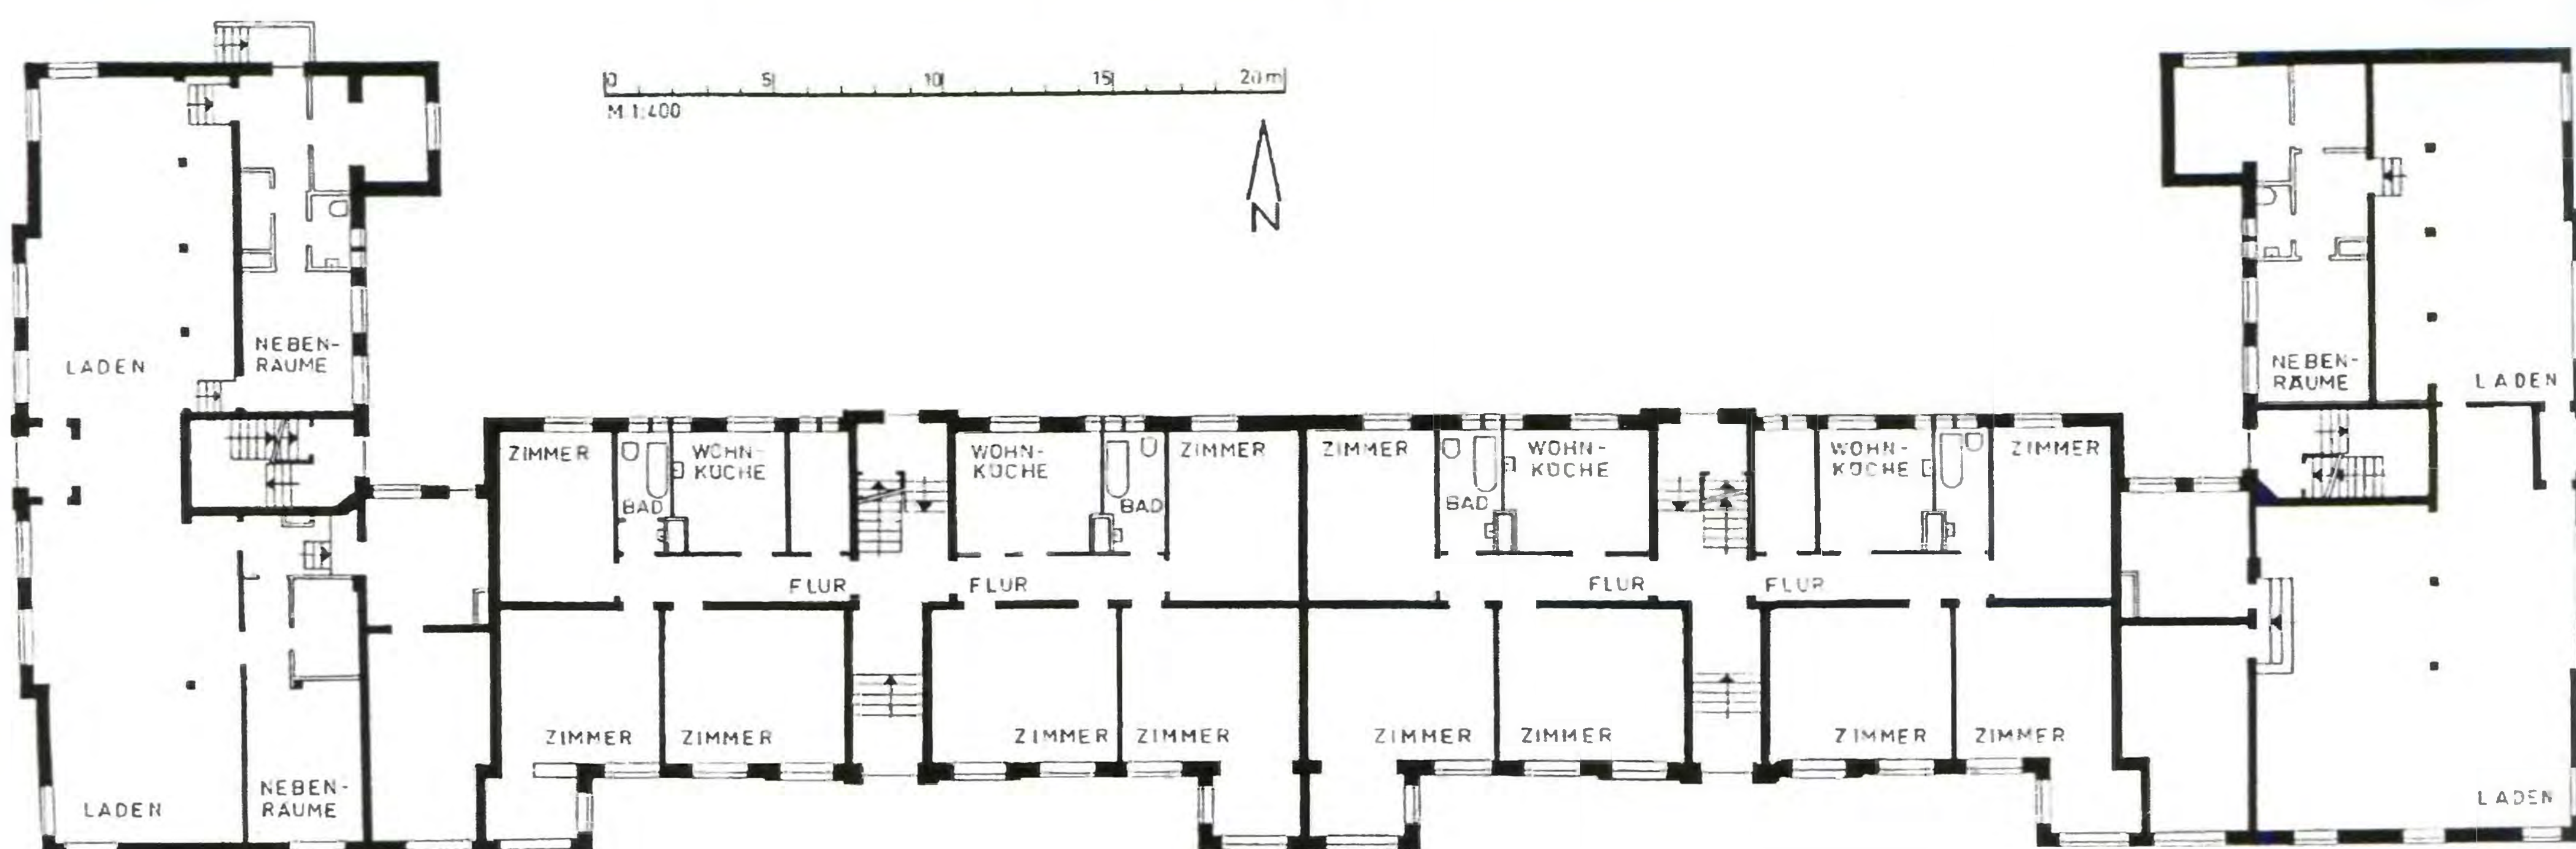 0 5 10 15 20 m
M 1:400
N
NEBEN-
RÄUME
LADEN
NEBEN-
RÄUME
LADEN
ZIMMER
BAD
WOHN-
KÜCHE
WOHN-
KÜCHE
BAD
ZIMMER
ZIMMER
BAD
WOHN-
KÜCHE
WOHN-
KÜCHE
ZIMMER
FLUR
FLUR
FLUR
FLUR
ZIMMER
ZIMMER
ZIMMER
ZIMMER
ZIMMER
ZIMMER
ZIMMER
ZIMMER
NEBEN-
RÄUME
LADEN
LADEN